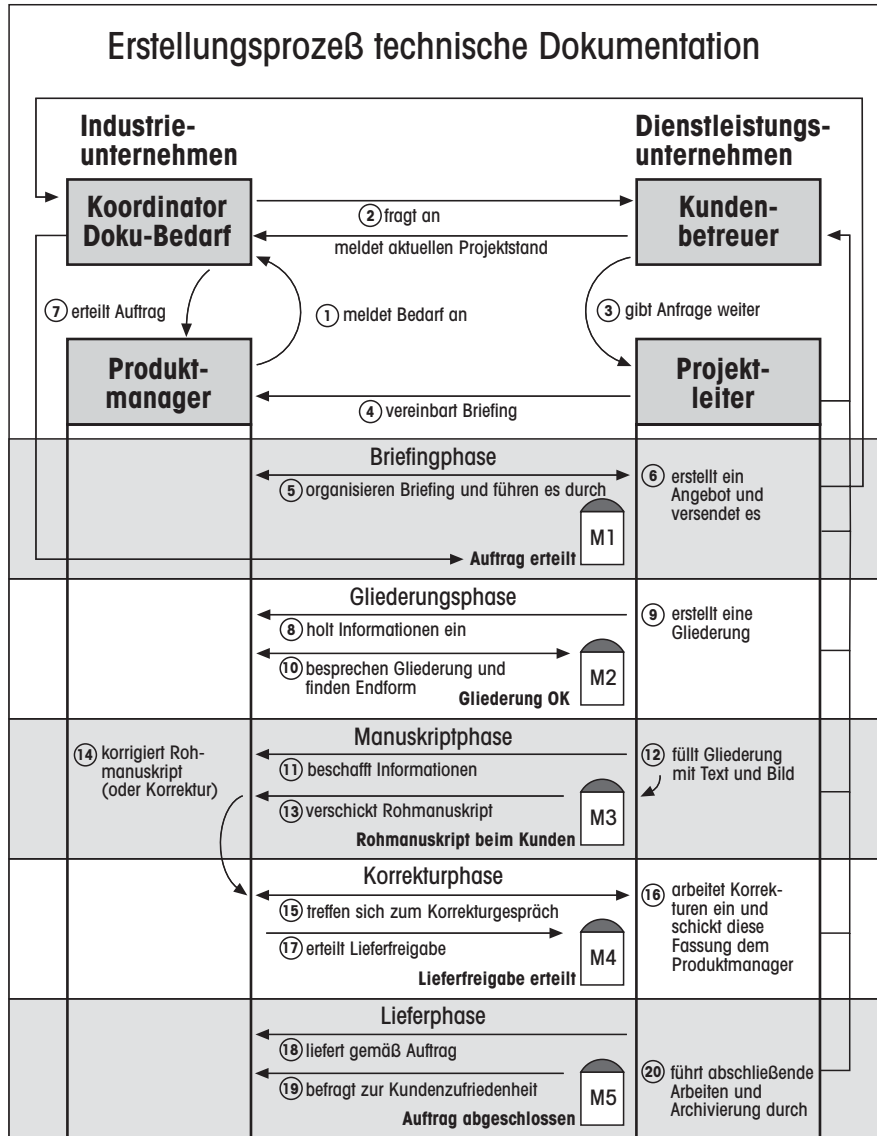 Erstellungsprozeß technische Dokumentation
Industrie-
unternehmen
Dienstleistungs-
unternehmen
Koordinator
Doku-Bedarf
Kunden-
betreuer
2 fragt an
meldet aktuellen Projektstand
7 erteilt Auftrag
1 meldet Bedarf an
3 gibt Anfrage weiter
Produkt-
manager
Projekt-
leiter
4 vereinbart Briefing
Briefingphase
5 organisieren Briefing und führen es durch
6 erstellt ein
Angebot und
versendet es
M1
Auftrag erteilt
Gliederungsphase
8 holt Informationen ein
9 erstellt eine
Gliederung
10 besprechen Gliederung und
finden Endform
M2
Gliederung OK
Manuskriptphase
14 korrigiert Roh-
manuskript
(oder Korrektur)
11 beschafft Informationen
12 füllt Gliederung
mit Text und Bild
13 verschickt Rohmanuskript
M3
Rohmanuskript beim Kunden
Korrekturphase
15 treffen sich zum Korrekturgespräch
16 arbeitet Korrek-
turen ein und
schickt diese
Fassung dem
Produktmanager
17 erteilt Lieferfreigabe
M4
Lieferfreigabe erteilt
Lieferphase
18 liefert gemäß Auftrag
19 befragt zur Kundenzufriedenheit
20 führt abschließende
Arbeiten und
Archivierung durch
M5
Auftrag abgeschlossen